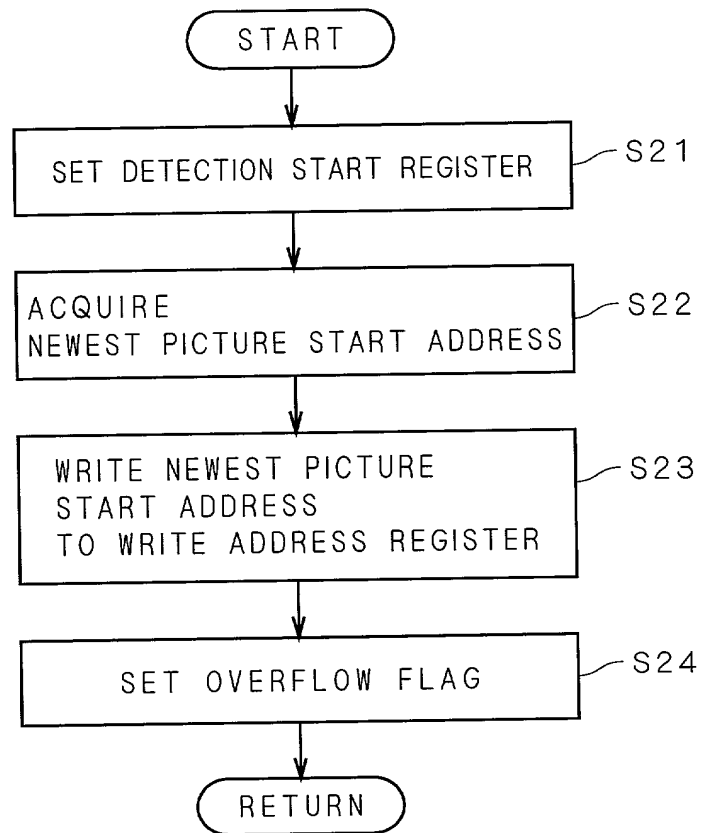 START
SET DETECTION START REGISTER
S21
ACQUIRE
NEWEST PICTURE START ADDRESS
S22
WRITE NEWEST PICTURE
START ADDRESS
TO WRITE ADDRESS REGISTER
S23
SET OVERFLOW FLAG
S24
RETURN